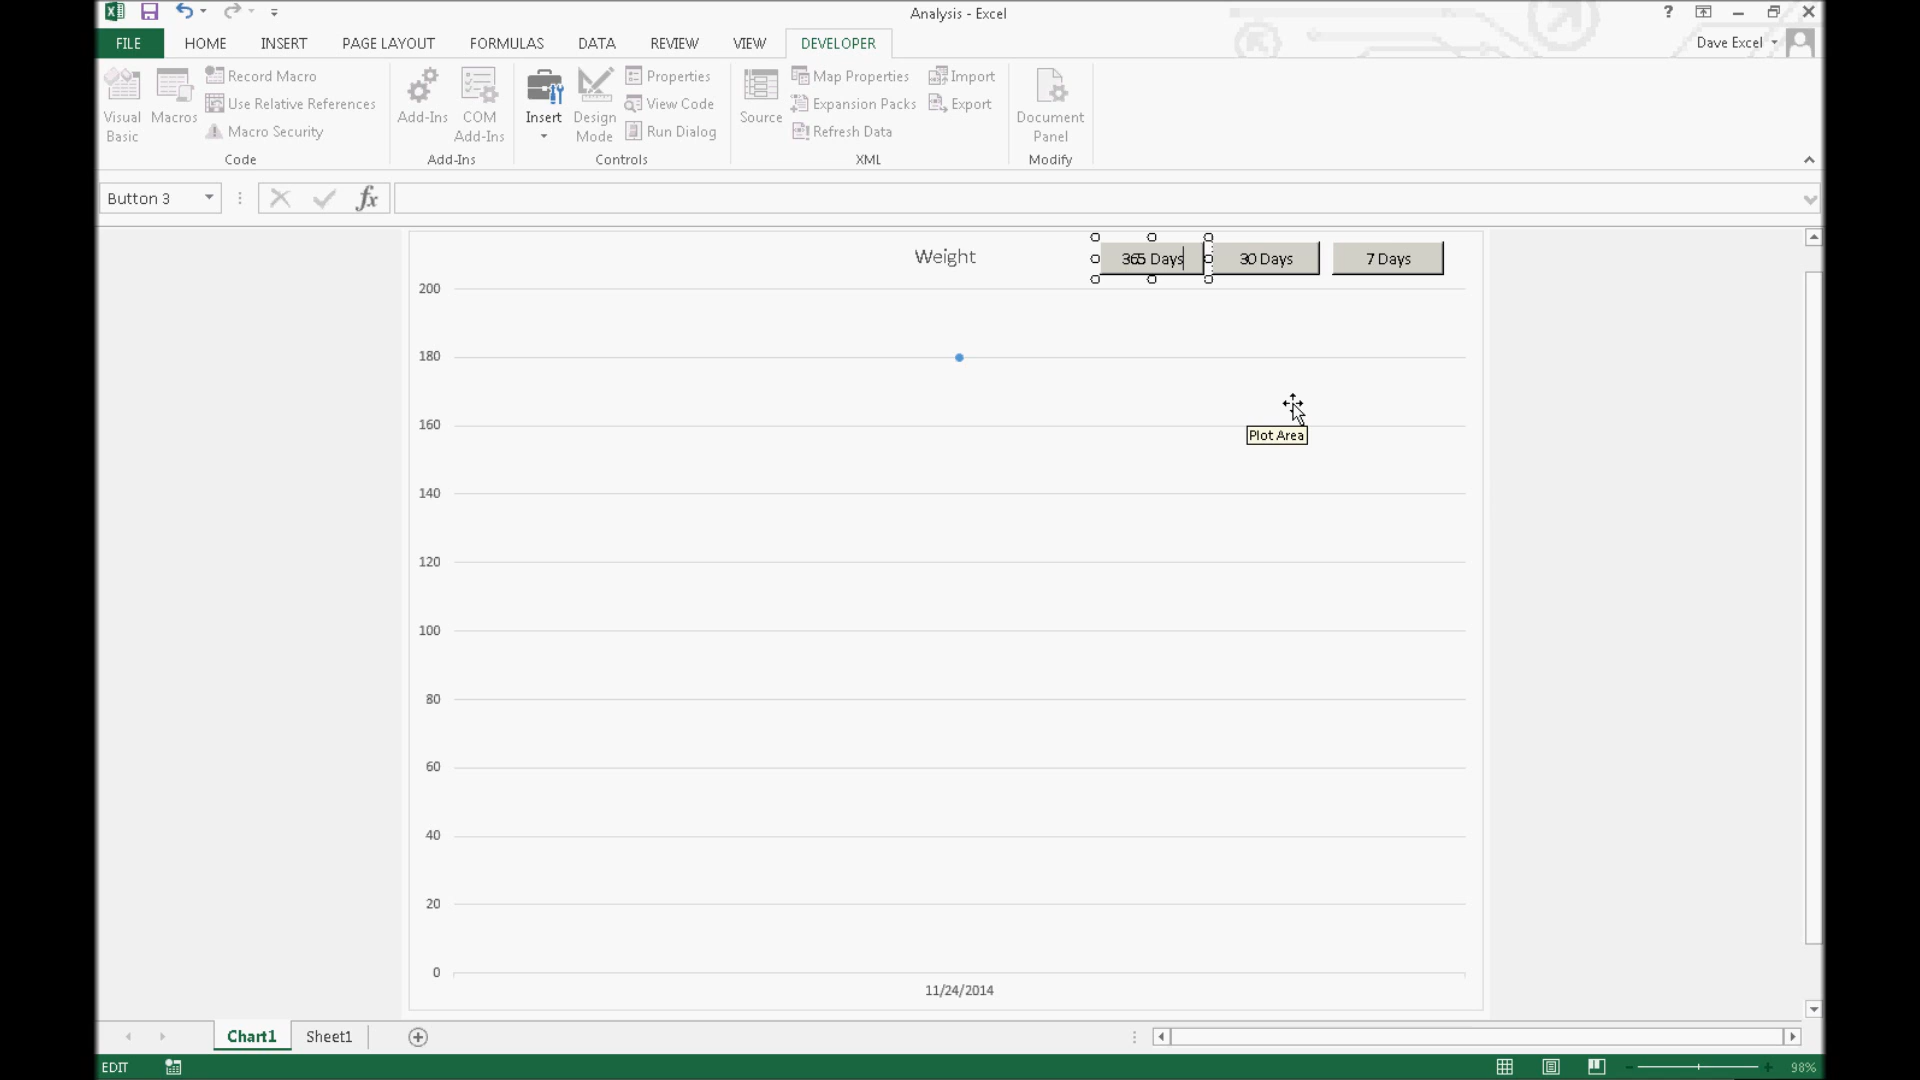 Analysis - Excel
?
FILE HOME INSERT PAGE LAYOUT FORMULAS DATA REVIEW VIEW DEVELOPER
Dave Excel
Visual Basic
Macros
Record Macro
Use Relative References
Macro Security
Code
Add-Ins
COM Add-Ins
Add-Ins
Insert
Design Mode
Properties
View Code
Run Dialog
Controls
Source
Map Properties
Expansion Packs
Refresh Data
Import
Export
XML
Document Panel
Modify
Button 3
fx
Weight
365 Days
30 Days
7 Days
200
180
160
Plot Area
140
120
100
80
60
40
20
0
11/24/2014
Chart1 Sheet1
EDIT
98%